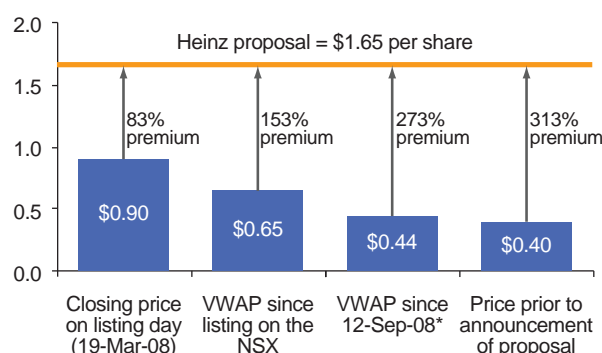 2.0
Heinz proposal = $1.65 per share
1.5
83% premium
153% premium
273% premium
313% premium
1.0
$0.90
0.5
$0.65
$0.44
$0.40
0.0
Closing price
on listing day
(19-Mar-08)
VWAP since
listing on the
NSX
VWAP since
12-Sep-08*
Price prior to
announcement
of proposal